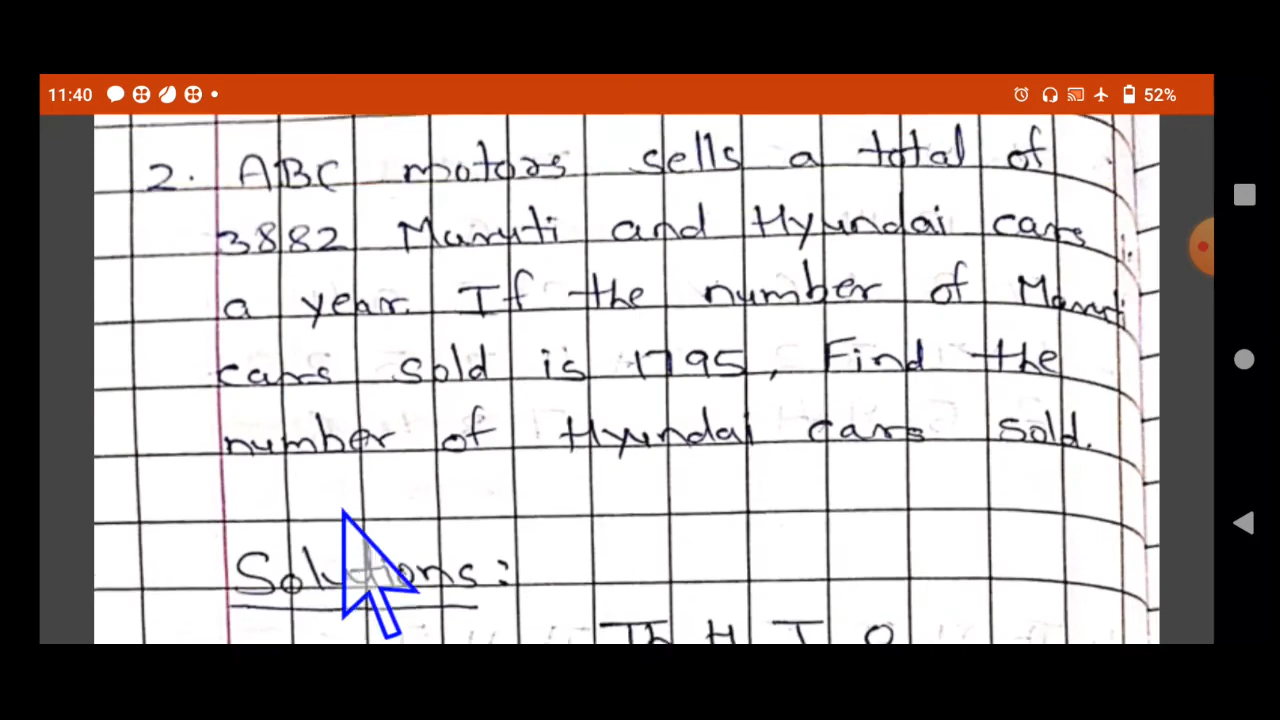 11:40 52%
2. ABC motors sells a total of
3882 Maruti and Hyundai cars
a year. If the number of Maruti
cars sold is 1795, Find the
number of Hyundai cars sold.
Solutions:
Th H T O